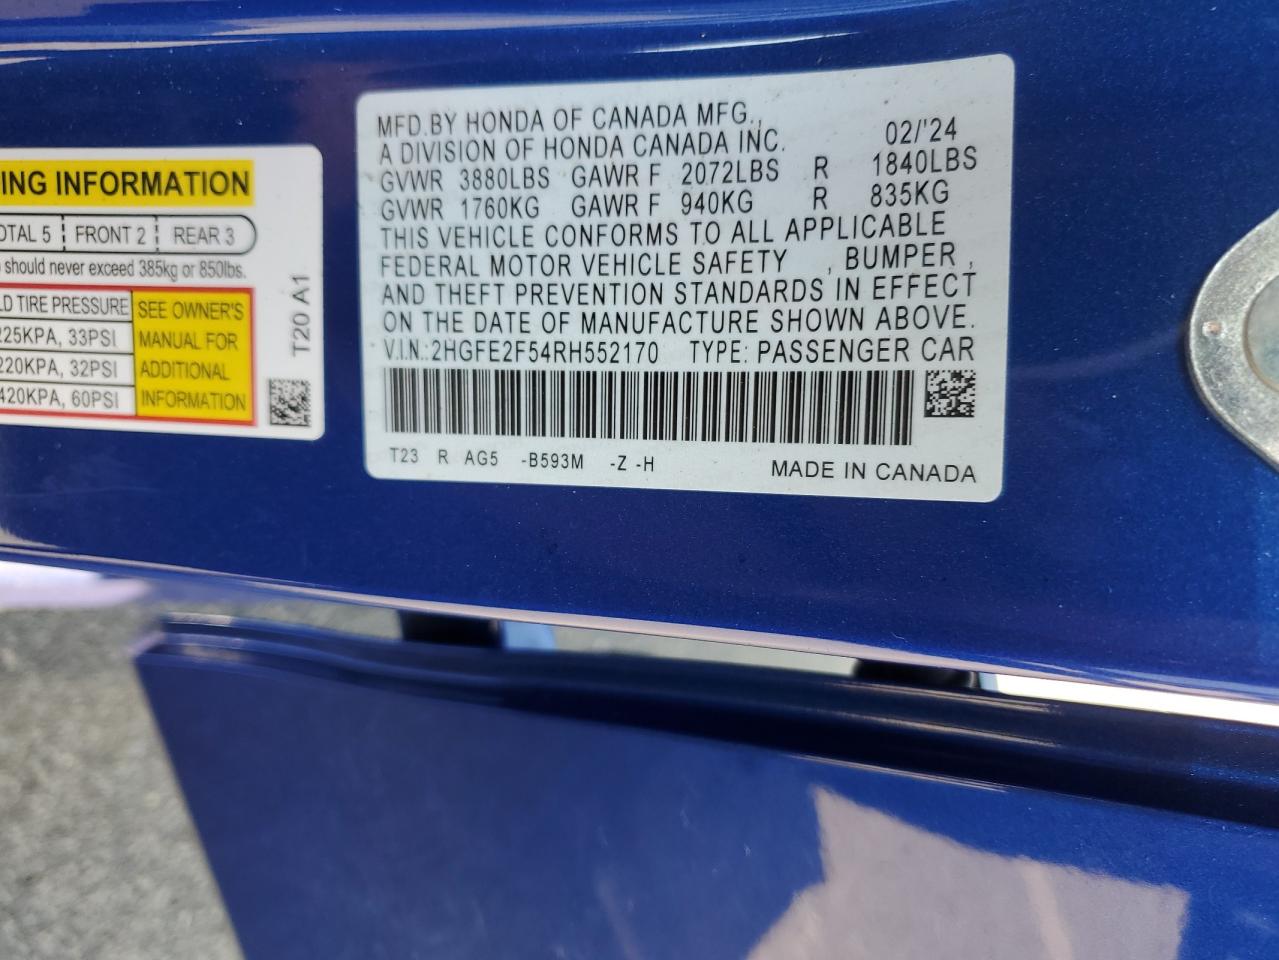 ING INFORMATION
OTAL 5 FRONT 2 REAR 3
should never exceed 385kg or 850lbs.
LD TIRE PRESSURE
225KPA, 33PSI
220KPA, 32PSI
420KPA, 60PSI
SEE OWNER'S
MANUAL FOR
ADDITIONAL
INFORMATION
T20 A1
MFD.BY HONDA OF CANADA MFG.,
A DIVISION OF HONDA CANADA INC. 02/'24
GVWR 3880LBS GAWR F 2072LBS R 1840LBS
GVWR 1760KG GAWR F 940KG R 835KG
THIS VEHICLE CONFORMS TO ALL APPLICABLE
FEDERAL MOTOR VEHICLE SAFETY , BUMPER ,
AND THEFT PREVENTION STANDARDS IN EFFECT
ON THE DATE OF MANUFACTURE SHOWN ABOVE.
V.I.N.:2HGFE2F54RH552170 TYPE: PASSENGER CAR
T23 R AG5 -B593M -Z -H
MADE IN CANADA